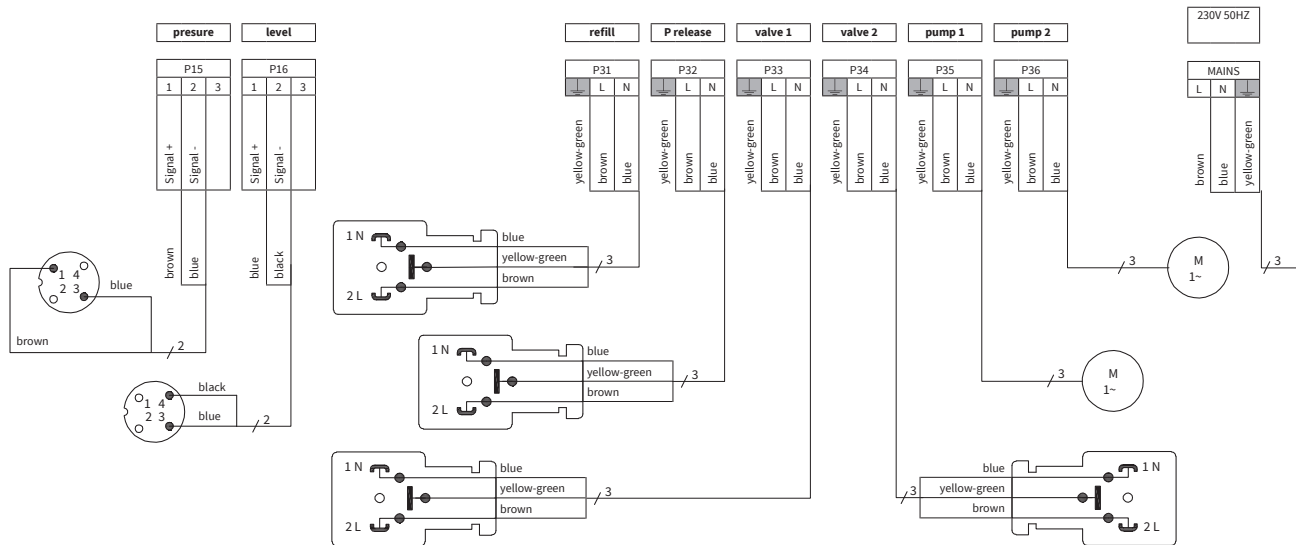 230V 50HZ
presure level refill P release valve 1 valve 2 pump 1 pump 2
P15 P16 P31 P32 P33 P34 P35 P36 MAINS
1 2 3 1 2 3 L N L N L N L N L N L N L N
Signal + Signal - Signal + Signal - yellow-green brown blue yellow-green brown blue yellow-green brown blue yellow-green brown blue yellow-green brown blue yellow-green brown blue brown blue yellow-green
brown blue blue black
1 4
2 3
blue
brown
2
black
1 4
2 3
blue
2
1 N
blue
yellow-green
3
brown
2 L
1 N
blue
yellow-green
3
brown
2 L
1 N
blue
yellow-green
3
brown
2 L
3
blue
1 N
yellow-green
brown
2 L
3
M
1~
3
3
M
1~